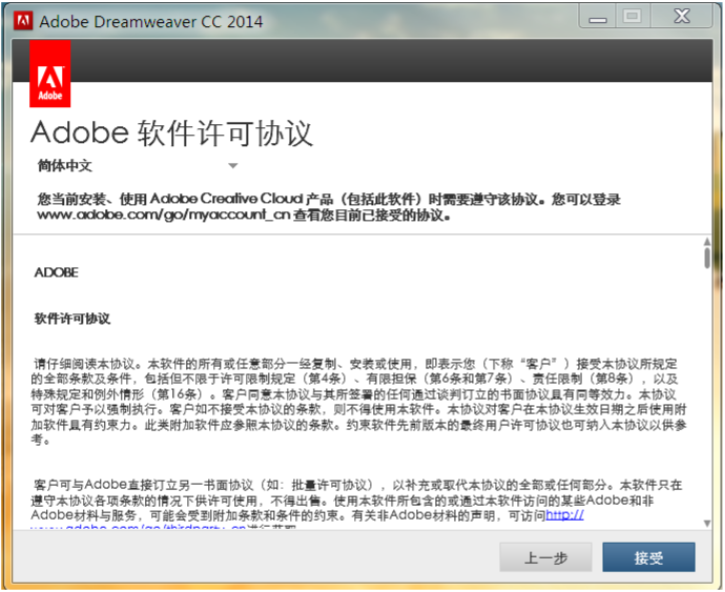 Adobe Dreamweaver CC 2014
Adobe
Adobe 软件许可协议
简体中文
您当前安装、使用 Adobe Creative Cloud 产品（包括此软件）时需要遵守该协议。您可以登录
www.adobe.com/go/myaccount_cn 查看您目前已接受的协议。
ADOBE
软件许可协议
请仔细阅读本协议。本软件的所有或任意部分一经复制、安装或使用，即表示您（下称“客户”）接受本协议所规定
的全部条款及条件，包括但不限于许可限制规定（第4条）、有限担保（第6条和第7条）、责任限制（第8条），以及
特殊规定和例外情形（第16条）。客户同意本协议与其所签署的任何通过谈判订立的书面协议且有同等效力。本协议
可对客户予以强制执行。客户如不接受本协议的条款，则不得使用本软件。本协议对客户在本协议生效日期之后使用附
加软件且有约束力。此类附加软件应参照本协议的条款。约束软件先前版本的最终用户许可协议也可纳入本协议以供参
考。
客户可与Adobe直接订立另一书面协议（如：批量许可协议），以补充或取代本协议的全部或任何部分。本软件只在
遵守本协议各项条款的情况下供许可使用，不得出售。使用本软件所包含的或通过本软件访问的某些Adobe和非
Adobe材料与服务，可能会受到附加条款和条件的约束。有关非Adobe材料的声明，可访问http://
www.adobe.com/go/thirdparty_cn进行获取
上一步
接受